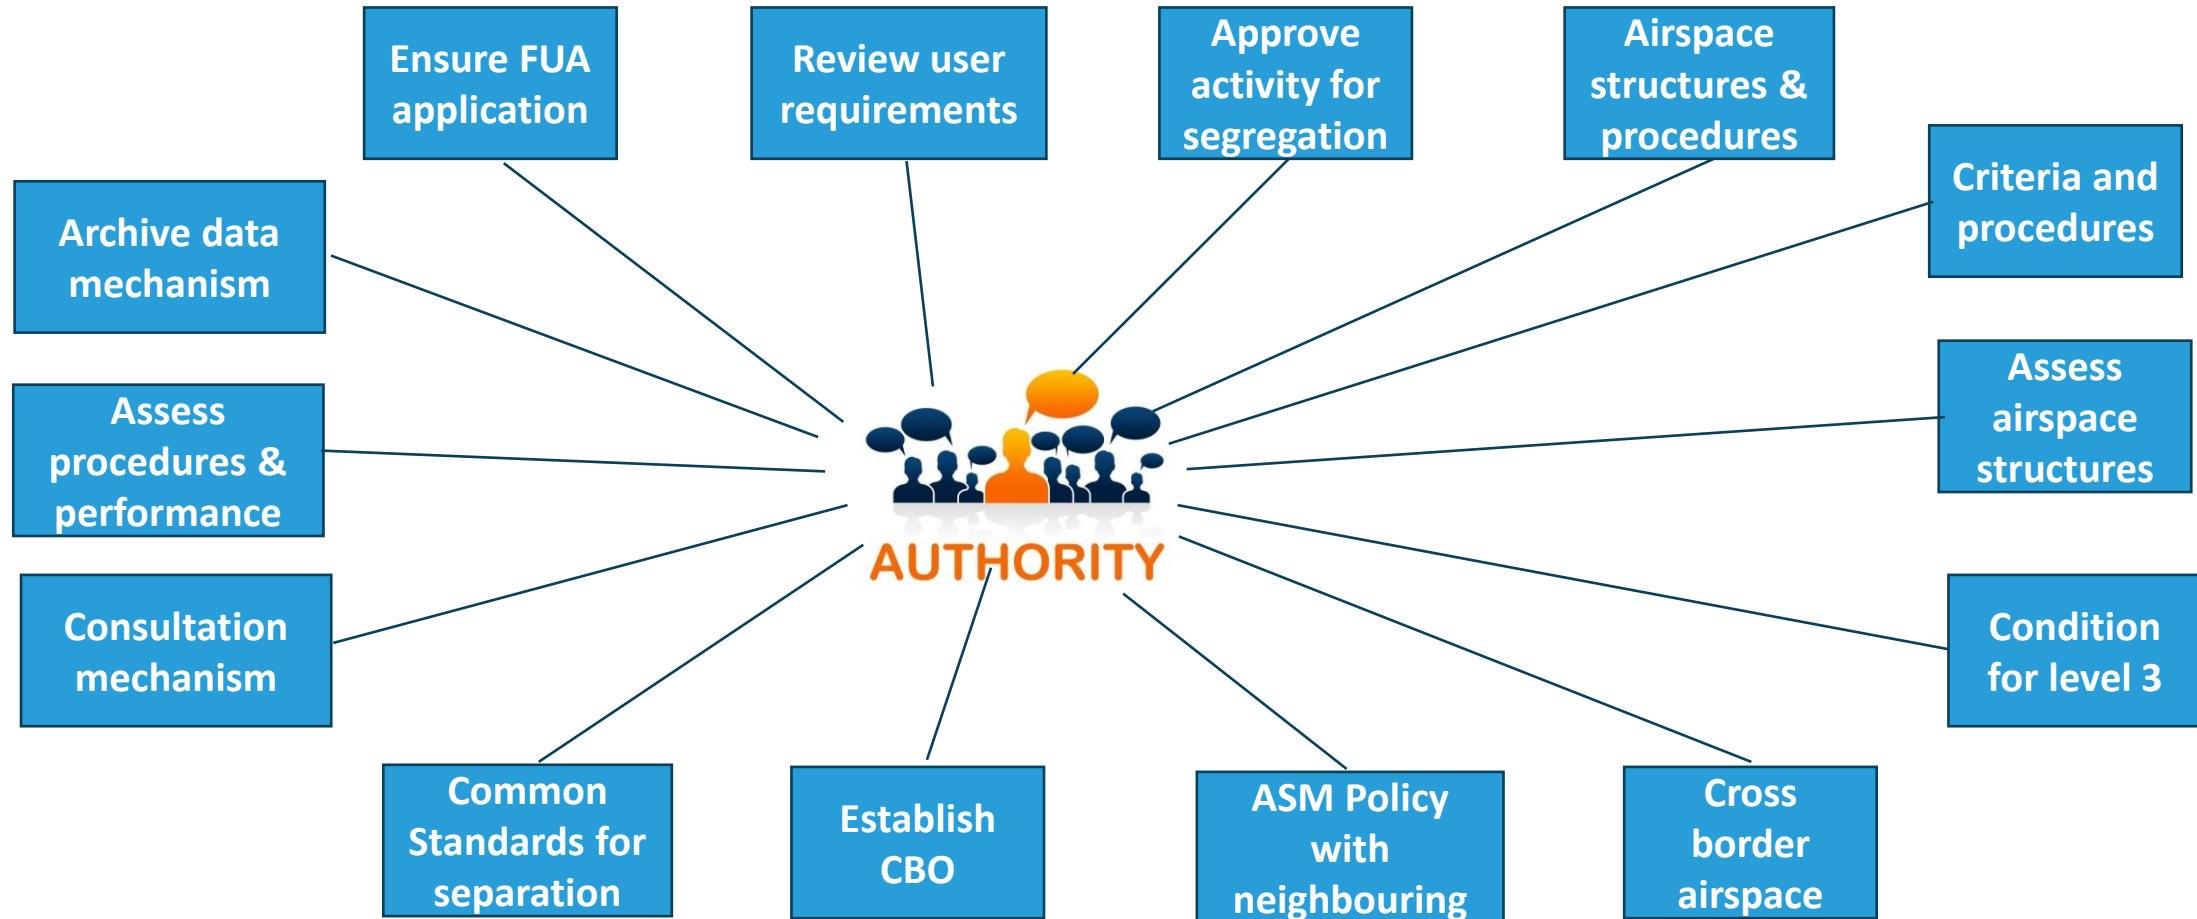 Ensure FUA
application
Review user
requirements
Approve
activity for
segregation
Airspace
structures &
procedures
Criteria and
procedures
Archive data
mechanism
Assess
airspace
structures
Assess
procedures &
performance
AUTHORITY
Consultation
mechanism
Condition
for level 3
Common
Standards for
separation
Establish
CBO
ASM Policy
with
neighbouring
Cross
border
airspace